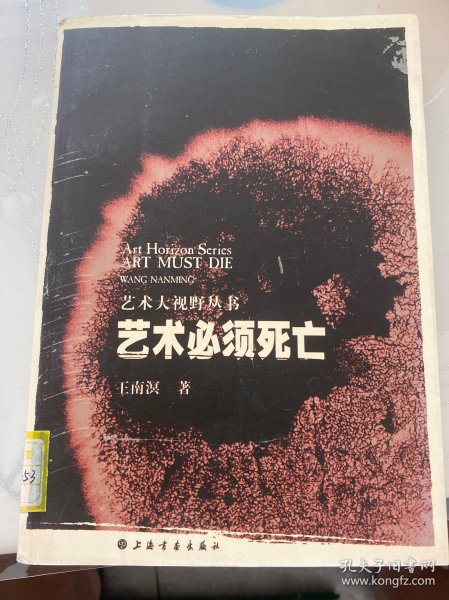 Art Horizon Series
ART MUST DIE
WANG NANMING
艺术大视野丛书
艺术必须死亡
王南溟 著
53
上海书画出版社
孔夫子旧书网
www.kongfz.com